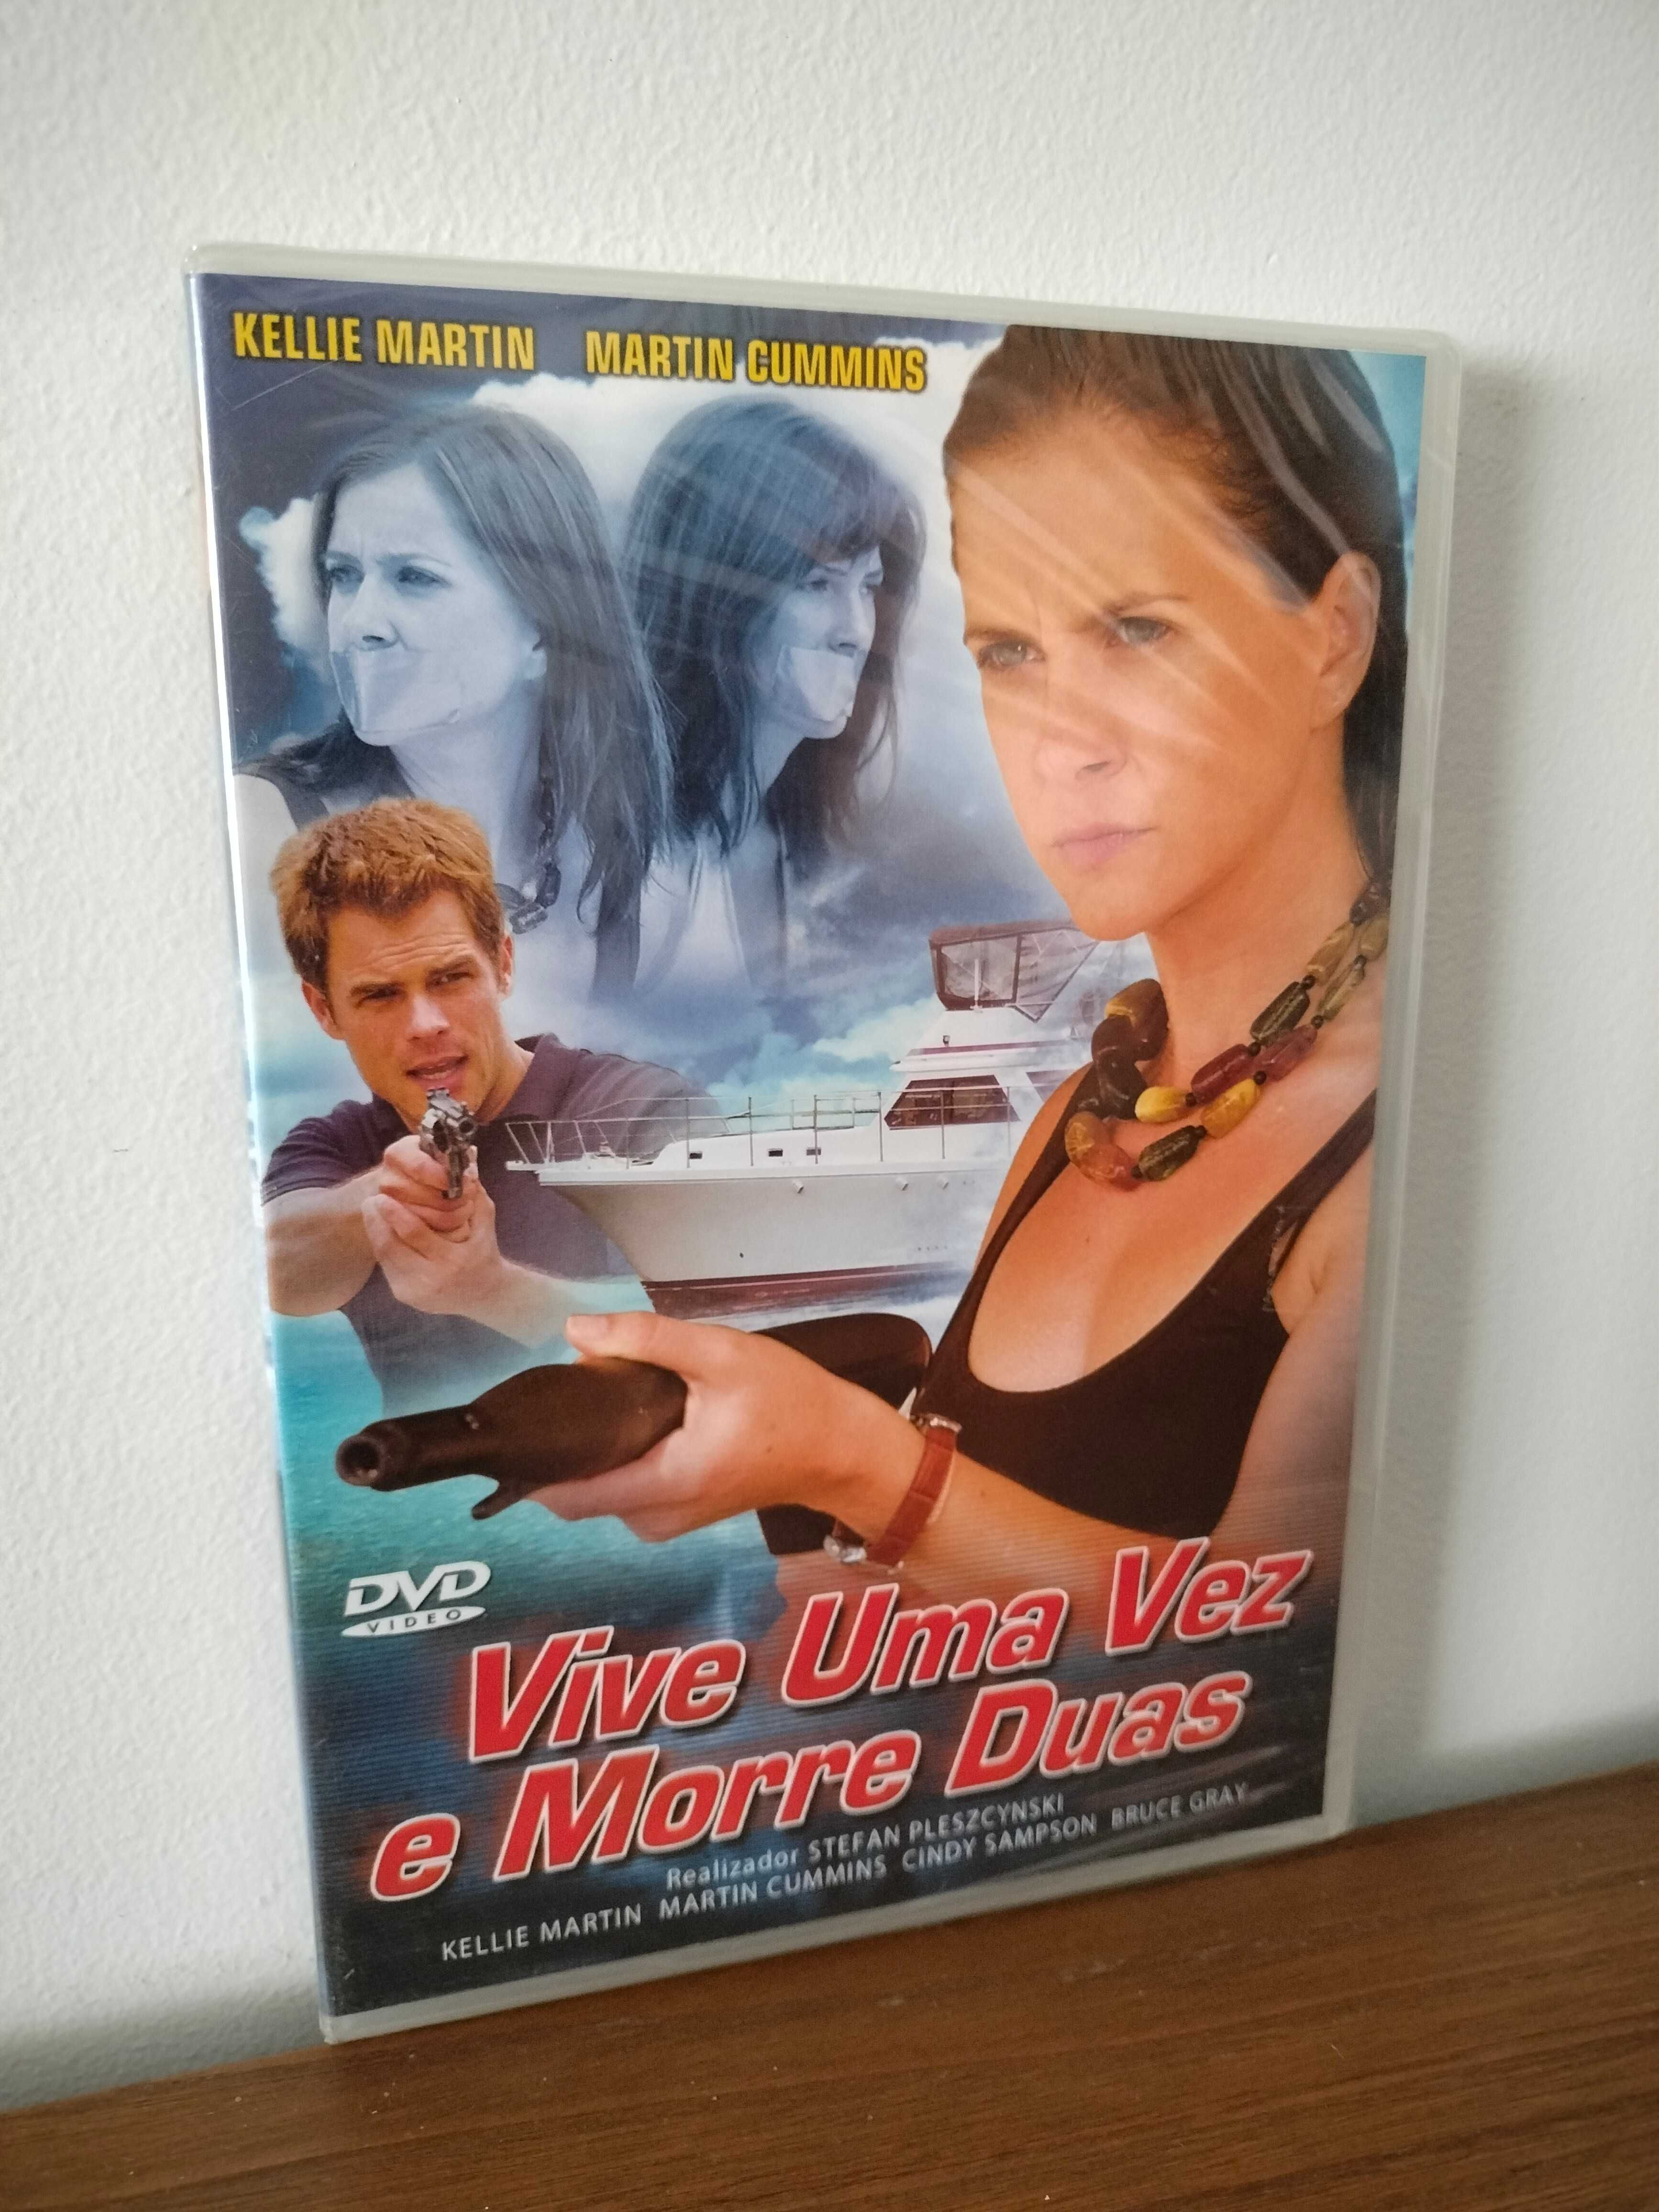 KELLIE MARTIN MARTIN CUMMINS
DVD
VIDEO
Vive Uma Vez
e Morre Duas
Realizador STEFAN PLESZCYNSKI
KELLIE MARTIN MARTIN CUMMINS CINDY SAMPSON BRUCE GRAY